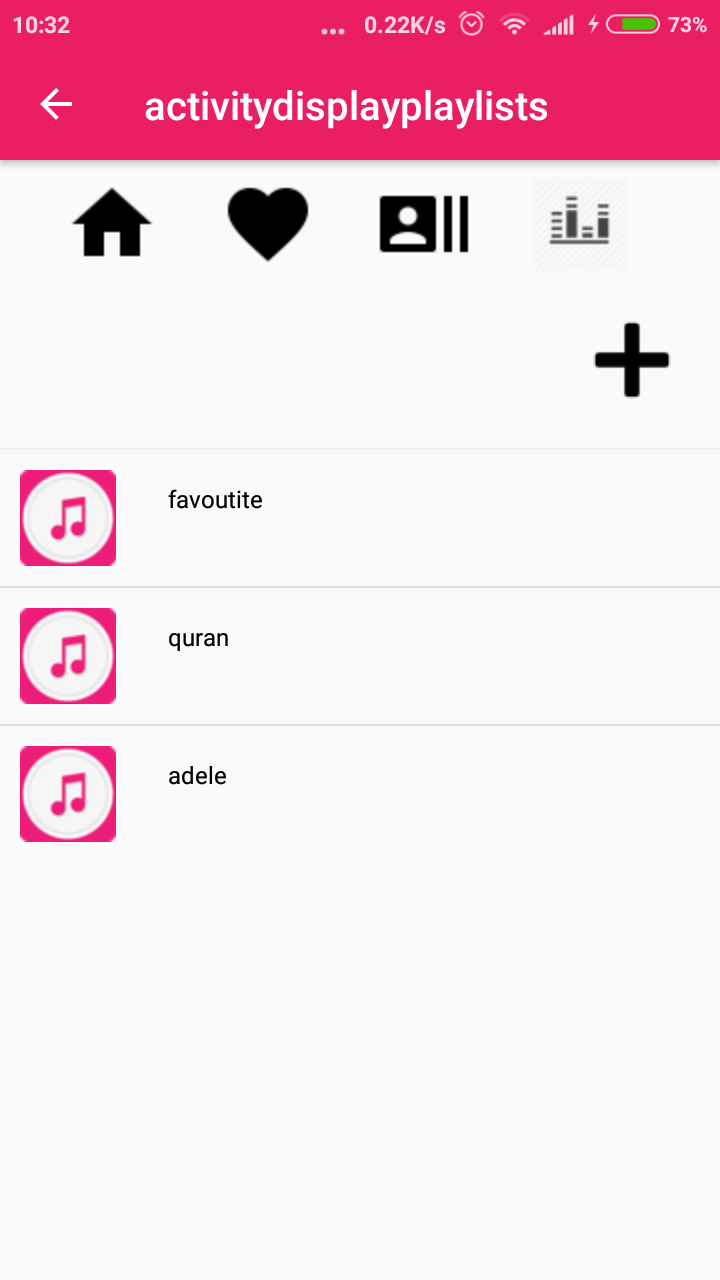 10:32 ... 0.22K/s 73%
activitydisplayplaylists
favoutite
quran
adele